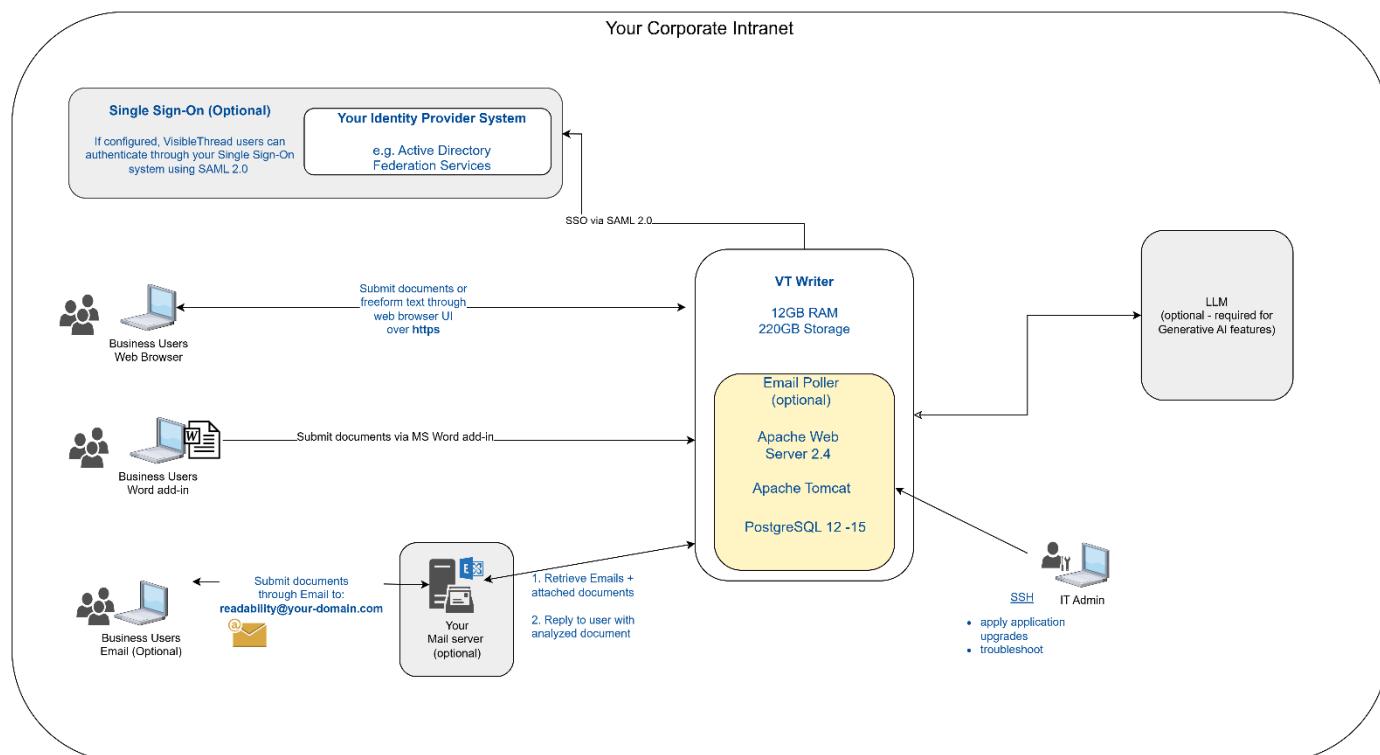 Your Corporate Intranet
Single Sign-On (Optional)
If configured, VisibleThread users can
authenticate through your Single Sign-On
system using SAML 2.0
Your Identity Provider System
e.g. Active Directory
Federation Services
SSO via SAML 2.0
Business Users
Web Browser
Submit documents or
freeform text through
web browser UI
over https
VT Writer
12GB RAM
220GB Storage
Email Poller
(optional)
Apache Web
Server 2.4
Apache Tomcat
PostgreSQL 12 -15
LLM
(optional - required for
Generative AI features)
W
Business Users
Word add-in
Submit documents via MS Word add-in
Business Users
Email (Optional)
Submit documents
through Email to:
readability@your-domain.com
@
E
Your
Mail server
(optional)
1. Retrieve Emails +
attached documents
2. Reply to user with
analyzed document
IT Admin
SSH
• apply application
upgrades
• troubleshoot